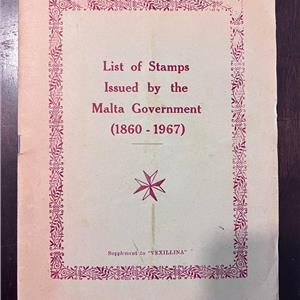 List of Stamps
Issued by the
Malta Government
(1860 - 1967)
Supplement to "VEXILLINA"